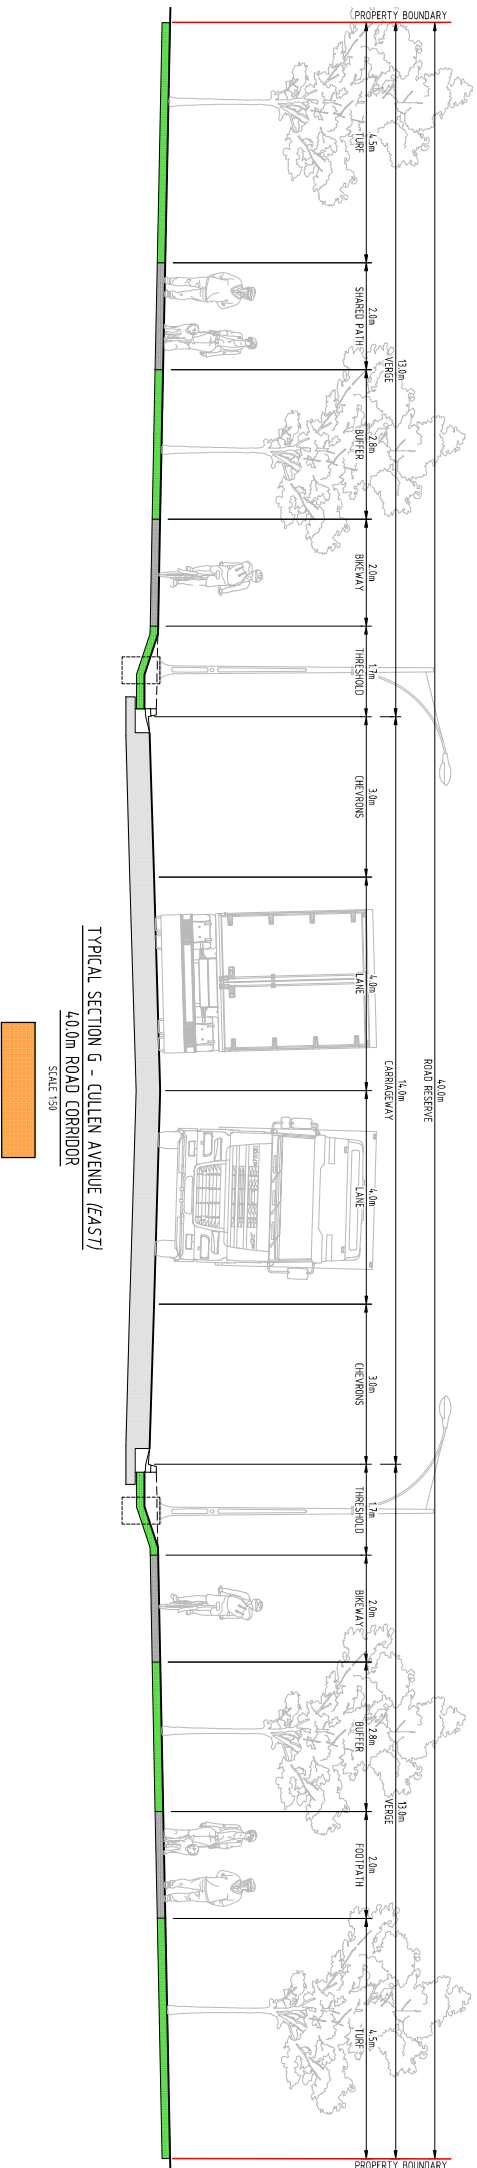 PROPERTY BOUNDARY
PROPERTY BOUNDARY
40.0m
ROAD RESERVE
13.0m
VERGE
14.0m
CARRIAGEWAY
13.0m
VERGE
4.5m
TURF
2.0m
SHARED PATH
2.8m
BUFFER
2.0m
BIKEWAY
1.7m
THRESHOLD
3.0m
CHEVRONS
4.0m
LANE
4.0m
LANE
3.0m
CHEVRONS
1.7m
THRESHOLD
2.0m
BIKEWAY
2.8m
BUFFER
2.0m
FOOTPATH
4.5m
TURF
TYPICAL SECTION G - CULLEN AVENUE (EAST)
40.0m ROAD CORRIDOR
SCALE 1:50